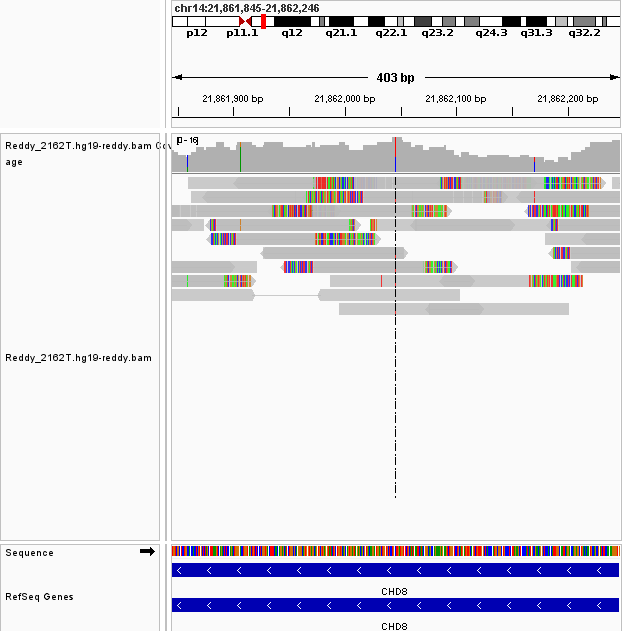 chr14:21,861,845-21,862,246
p12 p11.1 q12 q21.1 q22.1 q23.2 q24.3 q31.3 q32.2
403 bp
21,861,900 bp 21,862,000 bp 21,862,100 bp 21,862,200 bp
Reddy_2162T.hg19-reddy.bam Cov
age
[0 - 16]
Reddy_2162T.hg19-reddy.bam
Sequence
RefSeq Genes
CHD8
CHD8